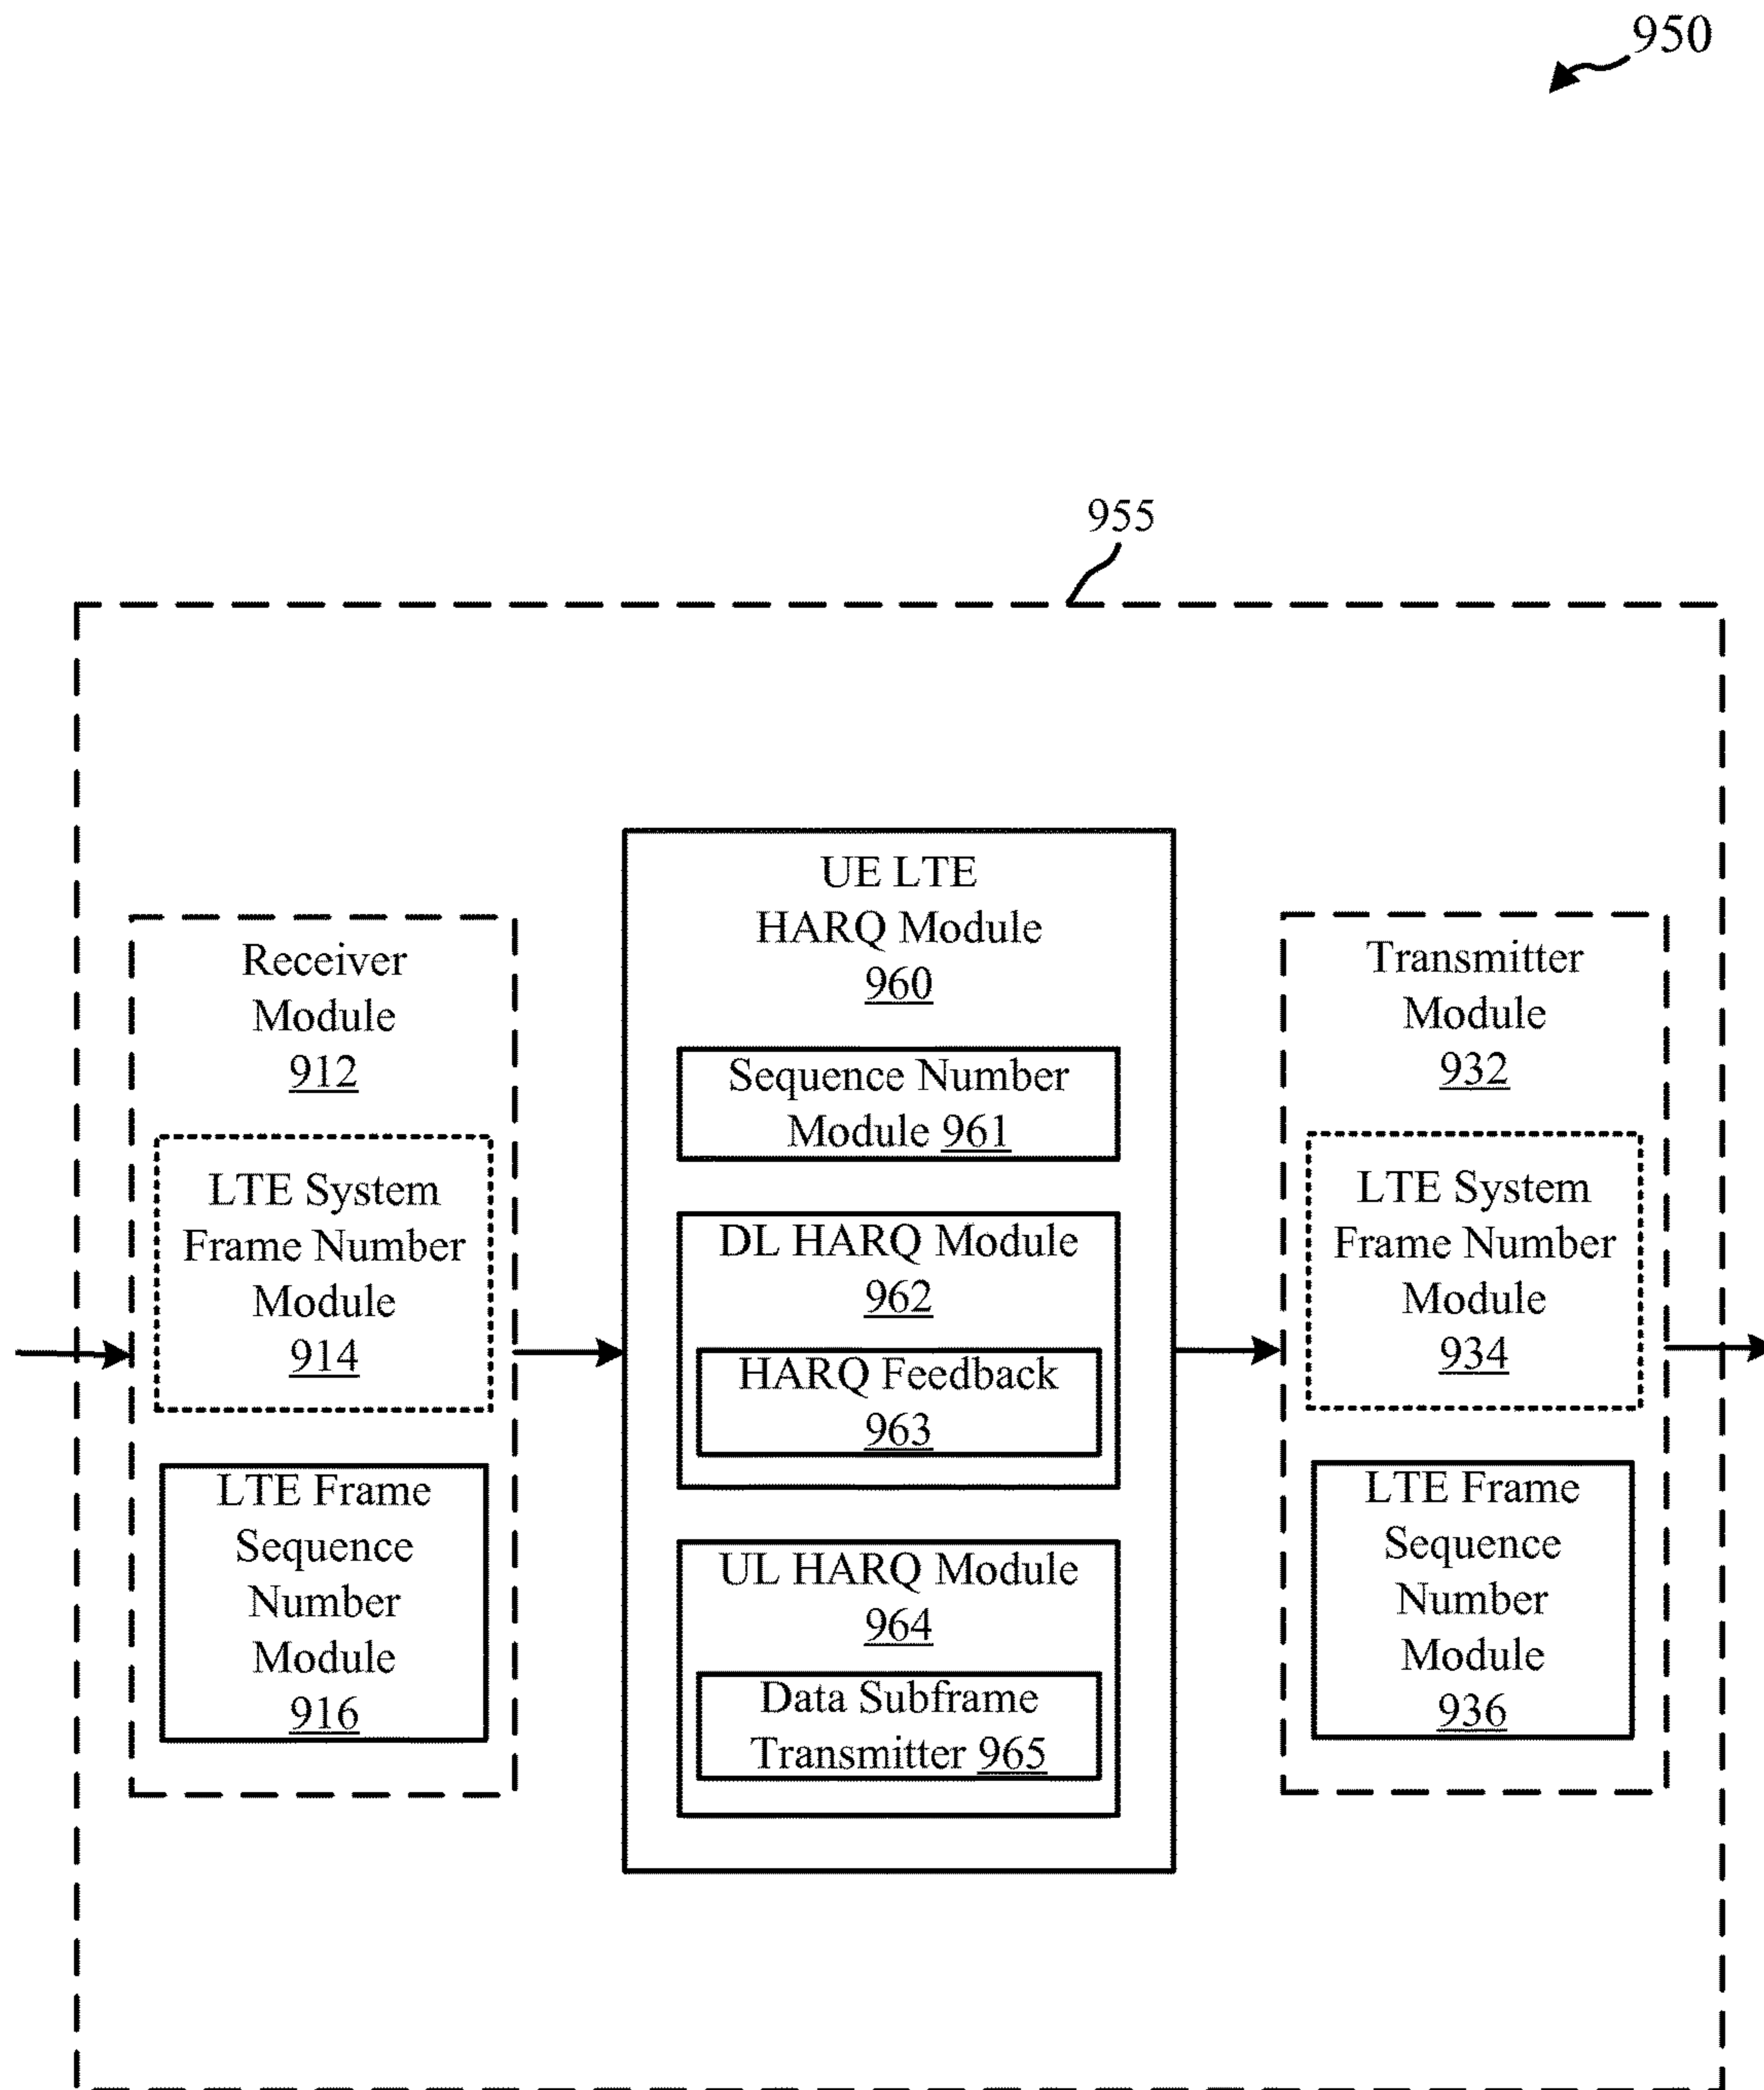 950
955
Receiver
Module
912
LTE System
Frame Number
Module
914
LTE Frame
Sequence
Number
Module
916
UE LTE
HARQ Module
960
Sequence Number
Module 961
DL HARQ Module
962
HARQ Feedback
963
UL HARQ Module
964
Data Subframe
Transmitter 965
Transmitter
Module
932
LTE System
Frame Number
Module
934
LTE Frame
Sequence
Number
Module
936